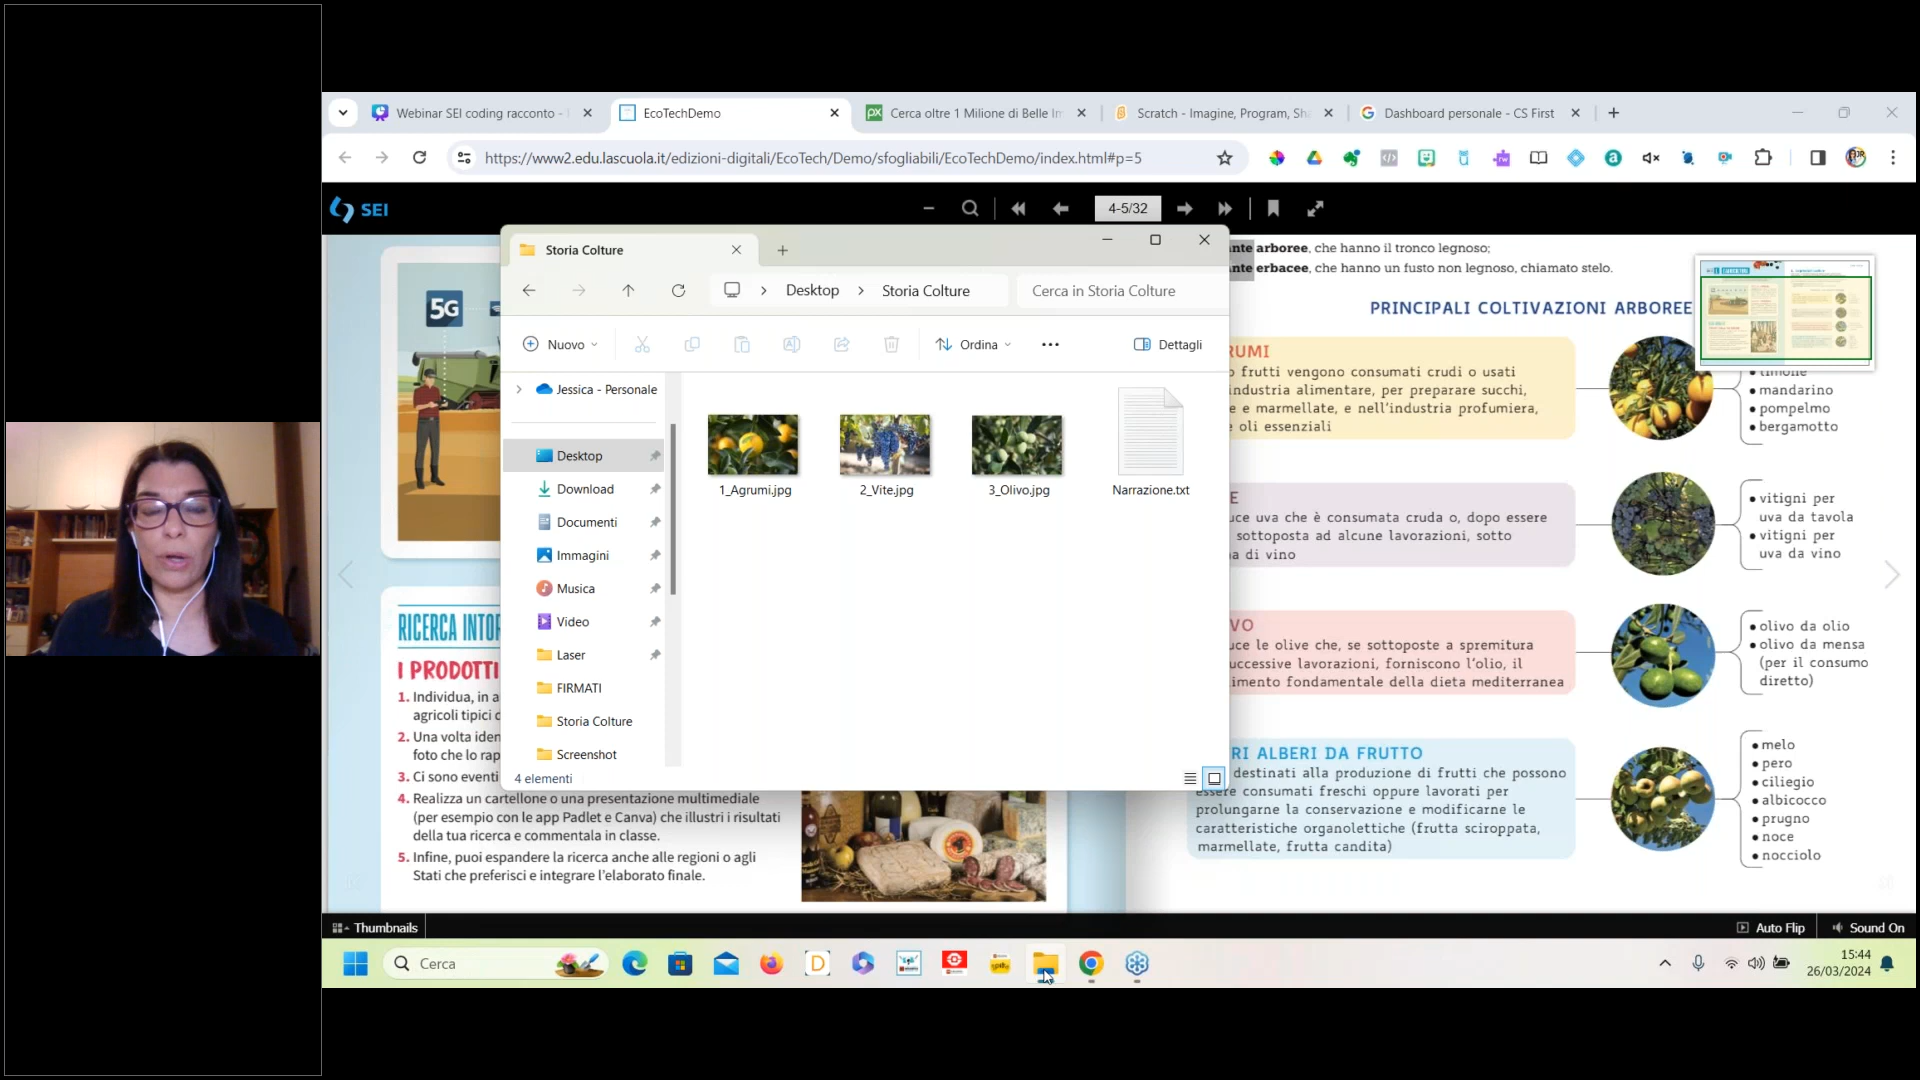 Webinar SEI coding racconto -
EcoTechDemo
Cerca oltre 1 Milione di Belle Im
Scratch - Imagine, Program, Sha
Dashboard personale - CS First
https://www2.edu.lascuola.it/edizioni-digitali/EcoTech/Demo/sfogliabili/EcoTechDemo/index.html#p=5
SEI
4-5/32
Storia Colture
Desktop
Storia Colture
Cerca in Storia Colture
Nuovo
Ordina
Dettagli
Jessica - Personale
Desktop
Download
Documenti
Immagini
Musica
Video
Laser
FIRMATI
Storia Colture
Screenshot
1_Agrumi.jpg
2_Vite.jpg
3_Olivo.jpg
Narrazione.txt
4 elementi
5G
RICERCA INTOR
I PRODOTTI
1. Individua, in a
agricoli tipici
2. Una volta iden
foto che lo rap
3. Ci sono eventi
4. Realizza un cartellone o una presentazione multimediale
(per esempio con le app Padlet e Canva) che illustri i risultati
della tua ricerca e commentala in classe.
5. Infine, puoi espandere la ricerca anche alle regioni o agli
Stati che preferisci e integrare l'elaborato finale.
nte arboree, che hanno il tronco legnoso;
nte erbacee, che hanno un fusto non legnoso, chiamato stelo.
PRINCIPALI COLTIVAZIONI ARBOREE
RUMI
o frutti vengono consumati crudi o usati
industria alimentare, per preparare succhi,
e e marmellate, e nell'industria profumiera,
e oli essenziali
limone
• mandarino
• pompelmo
• bergamotto
E
uce uva che è consumata cruda o, dopo essere
sottoposta ad alcune lavorazioni, sotto
a di vino
• vitigni per
uva da tavola
• vitigni per
uva da vino
VO
uce le olive che, se sottoposte a spremitura
uccessive lavorazioni, forniscono l'olio, il
imento fondamentale della dieta mediterranea
• olivo da olio
• olivo da mensa
(per il consumo
diretto)
RI ALBERI DA FRUTTO
destinati alla produzione di frutti che possono
essere consumati freschi oppure lavorati per
prolungarne la conservazione e modificarne le
caratteristiche organolettiche (frutta sciroppata,
marmellate, frutta candita)
• melo
• pero
• ciliegio
• albicocco
• prugno
• noce
• nocciolo
Thumbnails
Auto Flip
Sound On
Cerca
15:44
26/03/2024